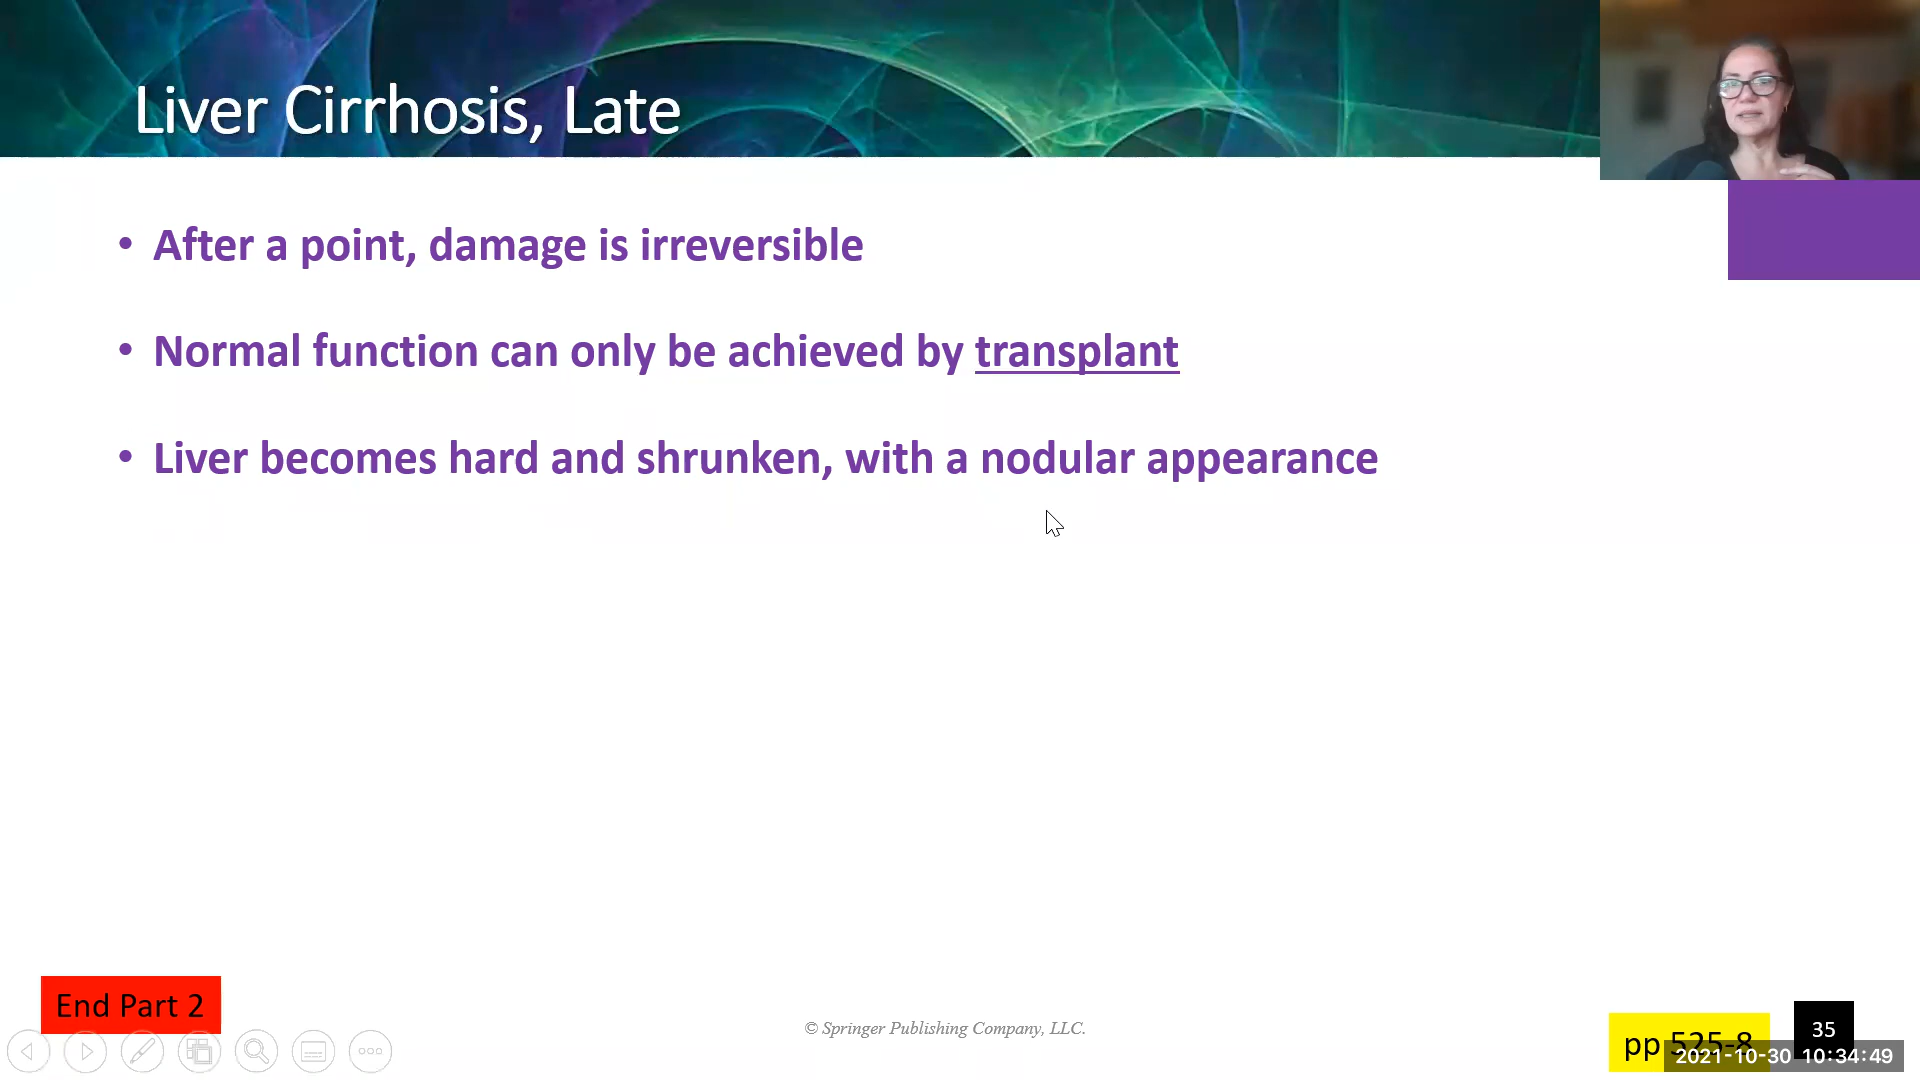 Liver Cirrhosis, Late
• After a point, damage is irreversible
• Normal function can only be achieved by transplant
• Liver becomes hard and shrunken, with a nodular appearance
End Part 2
© Springer Publishing Company, LLC.
pp 525-8
35
2021-10-30 10:34:49